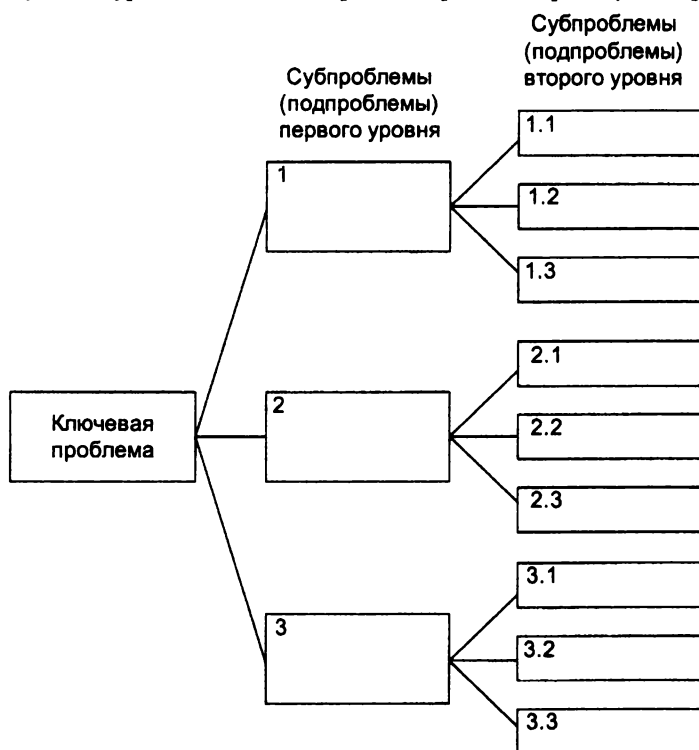 Субпроблемы
(подпроблемы)
второго уровня
Субпроблемы
(подпроблемы)
первого уровня
1
1.1
1.2
1.3
Ключевая
проблема
2
2.1
2.2
2.3
3
3.1
3.2
3.3